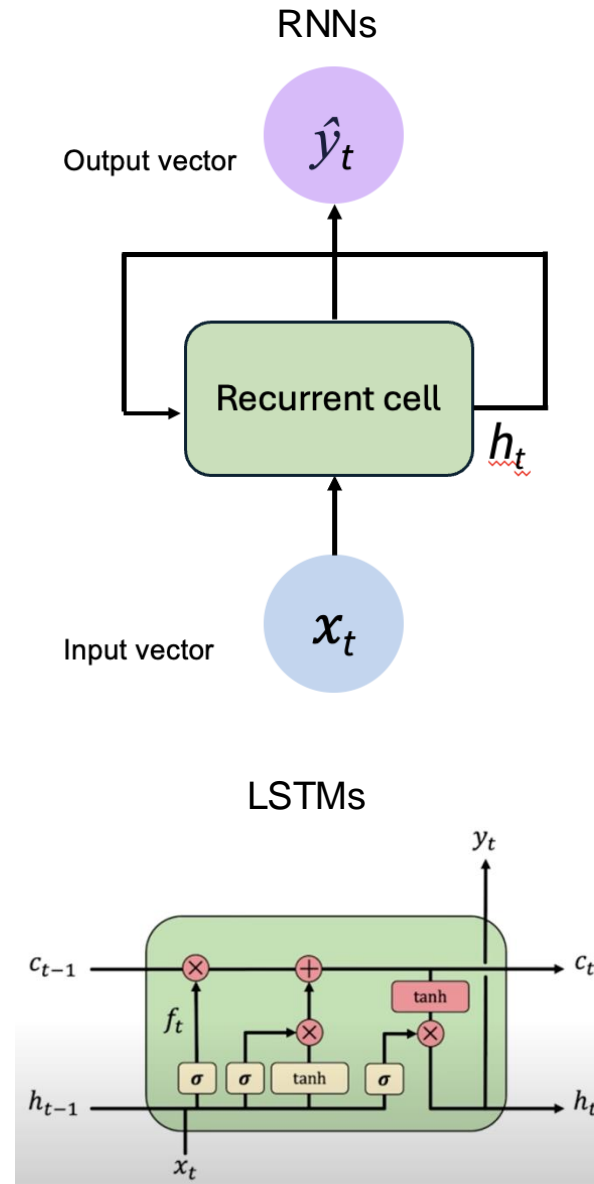 RNNs
ŷₜ
Output vector
Recurrent cell
hₜ
xₜ
Input vector
LSTMs
yₜ
cₜ₋₁ × + cₜ
tanh
fₜ × ×
σ σ tanh σ
hₜ₋₁ hₜ
xₜ